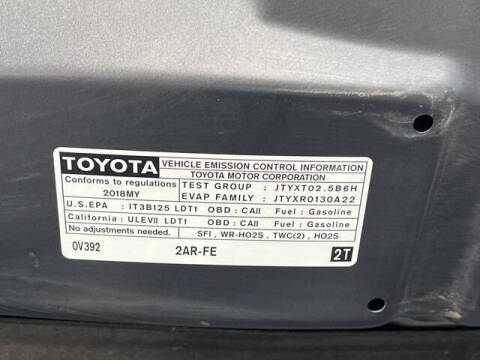 TOYOTA VEHICLE EMISSION CONTROL INFORMATION
TOYOTA MOTOR CORPORATION
Conforms to regulations TEST GROUP : JTYXT02.5B6H
2018MY EVAP FAMILY : JTYXR0130A22
U.S.EPA : IT3B125 LDT1 OBD : CAII Fuel : Gasoline
California : ULEVII LDT1 OBD : CAII Fuel : Gasoline
No adjustments needed. SFI , WR-HO2S , TWC(2) , HO2S
0V392 2AR-FE 2T